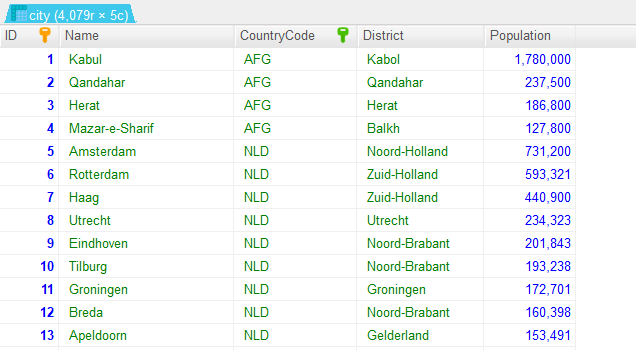 city (4,079r × 5c)
ID Name CountryCode District Population
1 Kabul AFG Kabol 1,780,000
2 Qandahar AFG Qandahar 237,500
3 Herat AFG Herat 186,800
4 Mazar-e-Sharif AFG Balkh 127,800
5 Amsterdam NLD Noord-Holland 731,200
6 Rotterdam NLD Zuid-Holland 593,321
7 Haag NLD Zuid-Holland 440,900
8 Utrecht NLD Utrecht 234,323
9 Eindhoven NLD Noord-Brabant 201,843
10 Tilburg NLD Noord-Brabant 193,238
11 Groningen NLD Groningen 172,701
12 Breda NLD Noord-Brabant 160,398
13 Apeldoorn NLD Gelderland 153,491